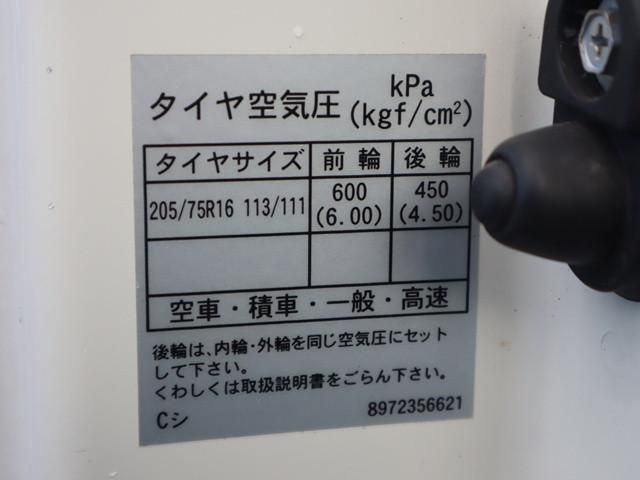 タイヤ空気圧 kPa (kgf/cm²)
タイヤサイズ 前輪 後輪
205/75R16 113/111 600 (6.00) 450 (4.50)
空車・積車・一般・高速
後輪は、内輪・外輪を同じ空気圧にセット
して下さい。
くわしくは取扱説明書をごらん下さい。
Cシ 8972356621